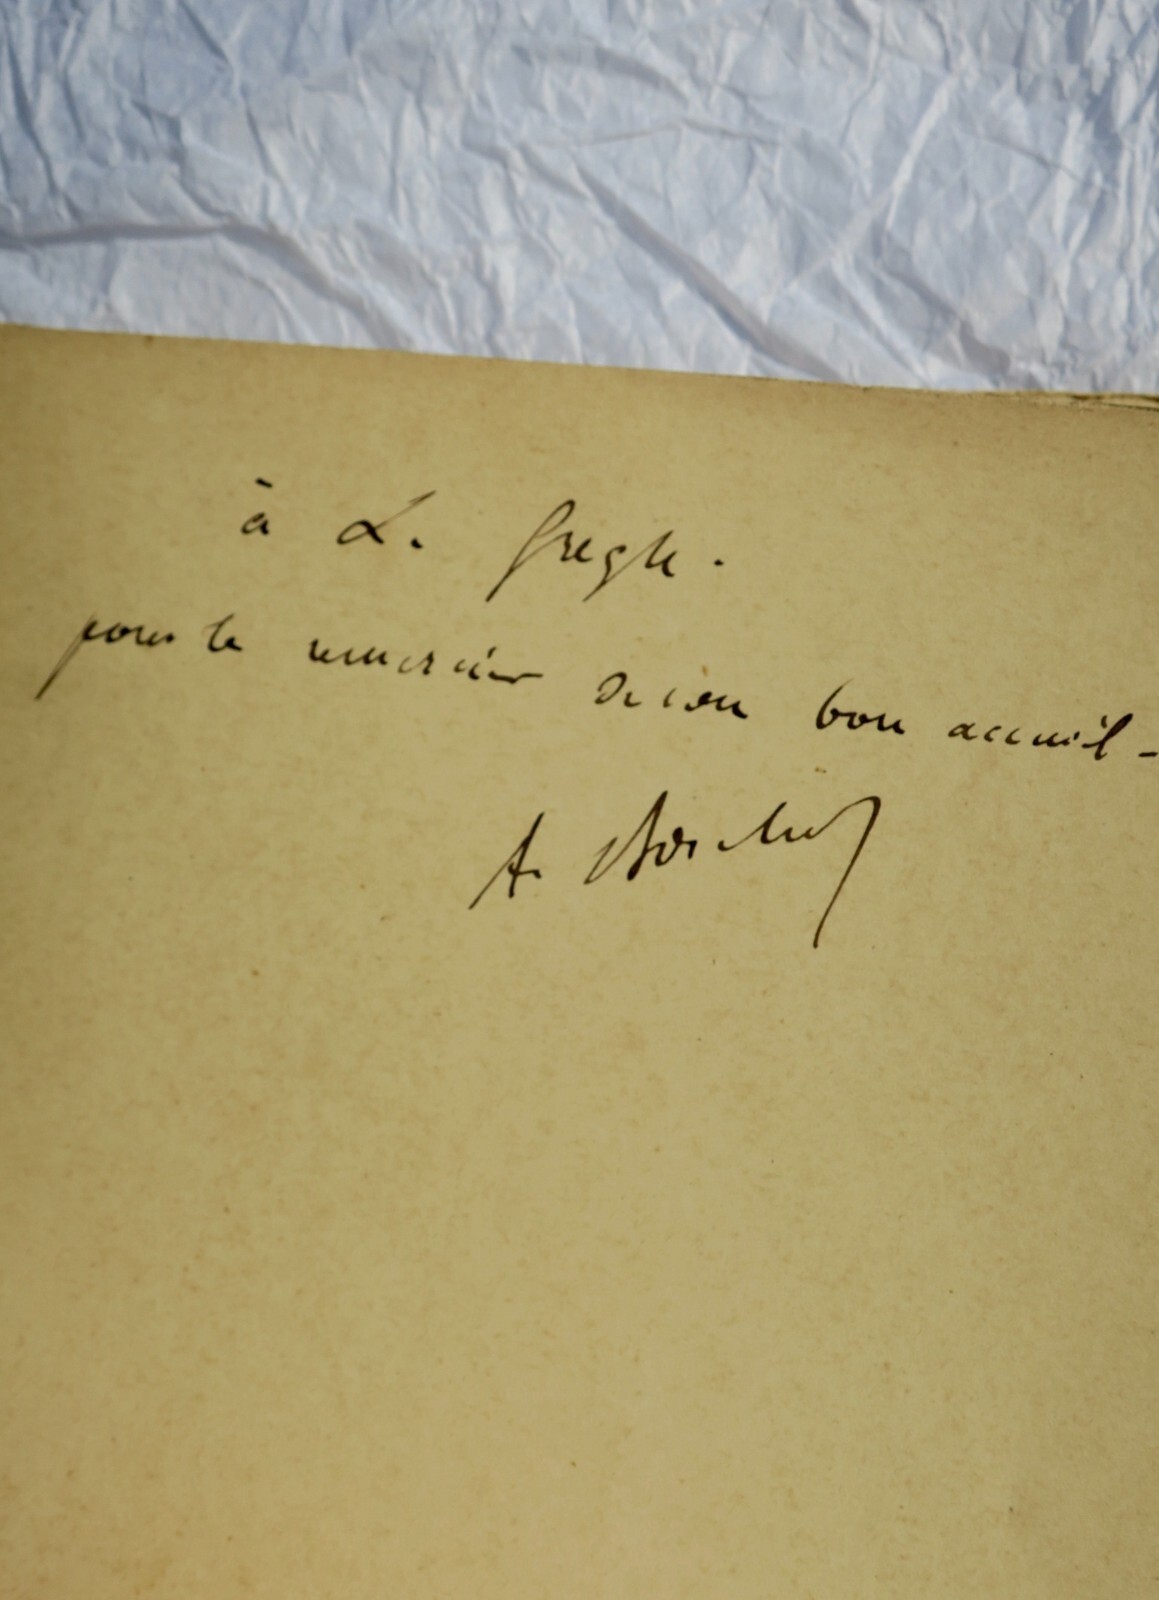 à L. Gregh.
pour le remercier de son bon accueil -
A.